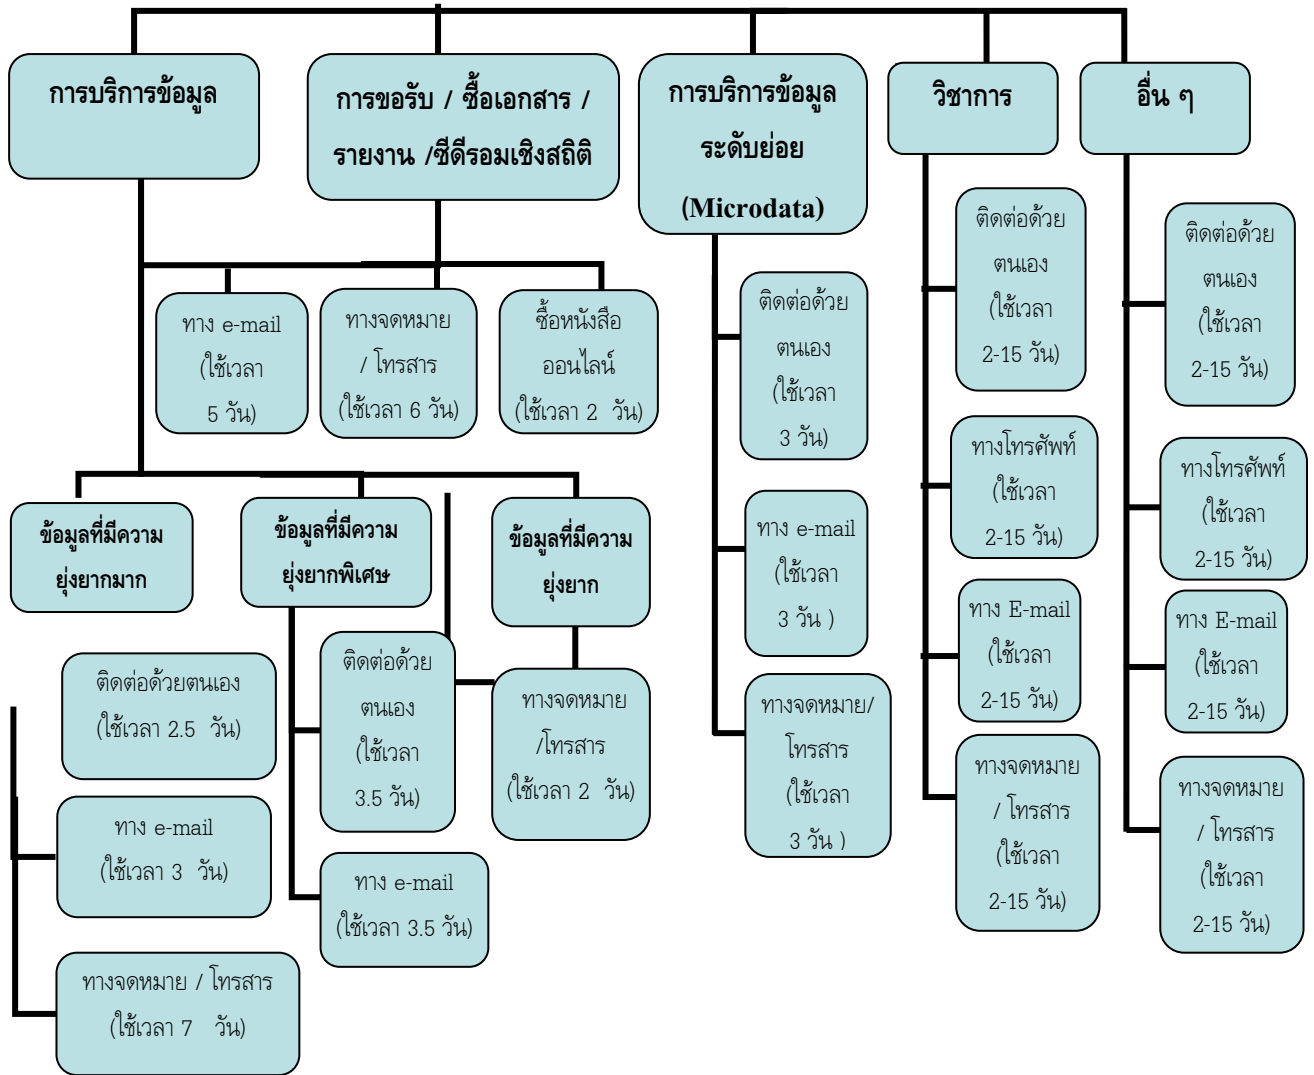 การบริการข้อมูล
การขอรับ / ซื้อเอกสาร /
รายงาน /ซีดีรอมเชิงสถิติ
การบริการข้อมูล
ระดับย่อย
(Microdata)
วิชาการ
อื่น ๆ
ทาง e-mail
(ใช้เวลา
5 วัน)
ทางจดหมาย
/ โทรสาร
(ใช้เวลา 6 วัน)
ซื้อหนังสือ
ออนไลน์
(ใช้เวลา 2 วัน)
ข้อมูลที่มีความ
ยุ่งยากมาก
ข้อมูลที่มีความ
ยุ่งยากพิเศษ
ข้อมูลที่มีความ
ยุ่งยาก
ติดต่อด้วยตนเอง
(ใช้เวลา 2.5 วัน)
ทาง e-mail
(ใช้เวลา 3 วัน)
ทางจดหมาย / โทรสาร
(ใช้เวลา 7 วัน)
ติดต่อด้วย
ตนเอง
(ใช้เวลา
3.5 วัน)
ทาง e-mail
(ใช้เวลา 3.5 วัน)
ทางจดหมาย
/โทรสาร
(ใช้เวลา 2 วัน)
ติดต่อด้วย
ตนเอง
(ใช้เวลา
3 วัน)
ทาง e-mail
(ใช้เวลา
3 วัน )
ทางจดหมาย/
โทรสาร
(ใช้เวลา
3 วัน )
ติดต่อด้วย
ตนเอง
(ใช้เวลา
2-15 วัน)
ทางโทรศัพท์
(ใช้เวลา
2-15 วัน)
ทาง E-mail
(ใช้เวลา
2-15 วัน)
ทางจดหมาย
/ โทรสาร
(ใช้เวลา
2-15 วัน)
ติดต่อด้วย
ตนเอง
(ใช้เวลา
2-15 วัน)
ทางโทรศัพท์
(ใช้เวลา
2-15 วัน)
ทาง E-mail
(ใช้เวลา
2-15 วัน)
ทางจดหมาย
/ โทรสาร
(ใช้เวลา
2-15 วัน)